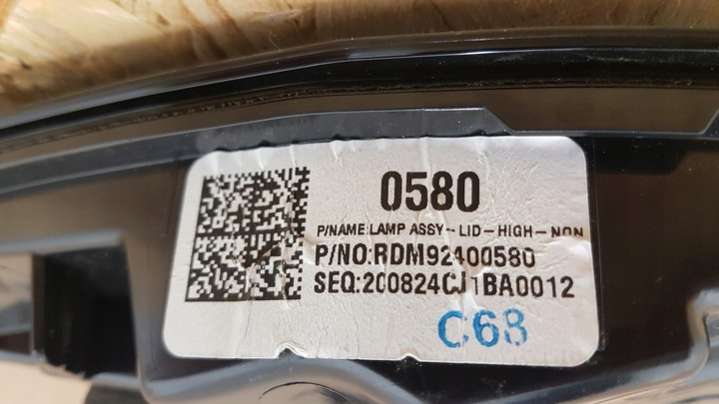 0580
P/NAME:LAMP ASSY-LID-HIGH-NON
P/NO:RDM92400580
SEQ:200824CJ1BA0012
C68